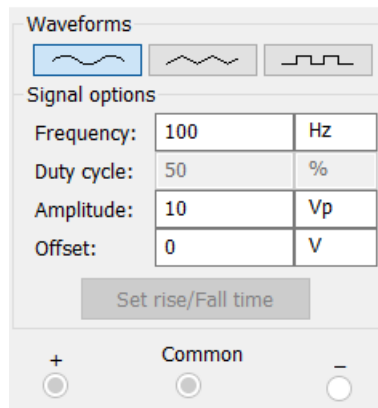 Waveforms
Signal options
Frequency: 100 Hz
Duty cycle: 50 %
Amplitude: 10 Vp
Offset: 0 V
Set rise/Fall time
+ Common −